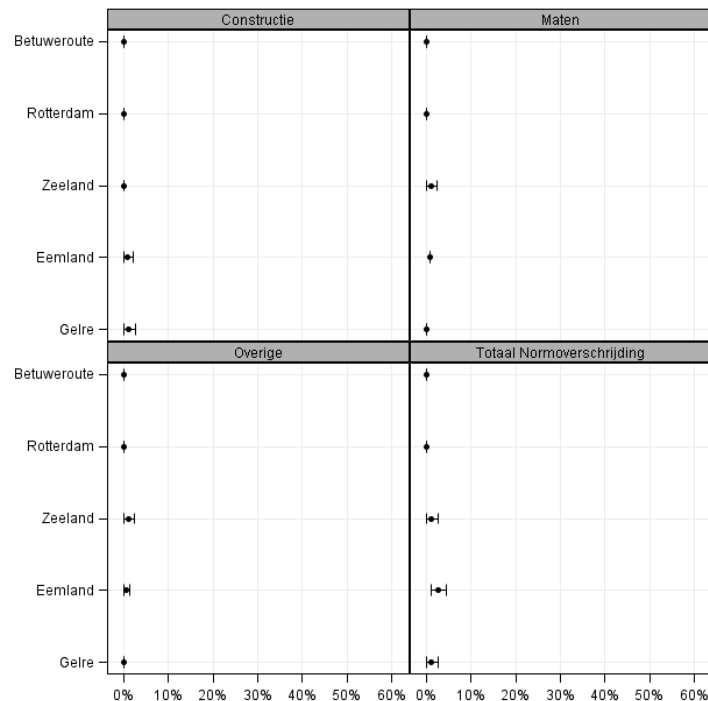 Constructie Maten
Betuweroute
Rotterdam
Zeeland
Eemland
Gelre
Overige Totaal Normoverschrijding
Betuweroute
Rotterdam
Zeeland
Eemland
Gelre
0% 10% 20% 30% 40% 50% 60% 0% 10% 20% 30% 40% 50% 60%